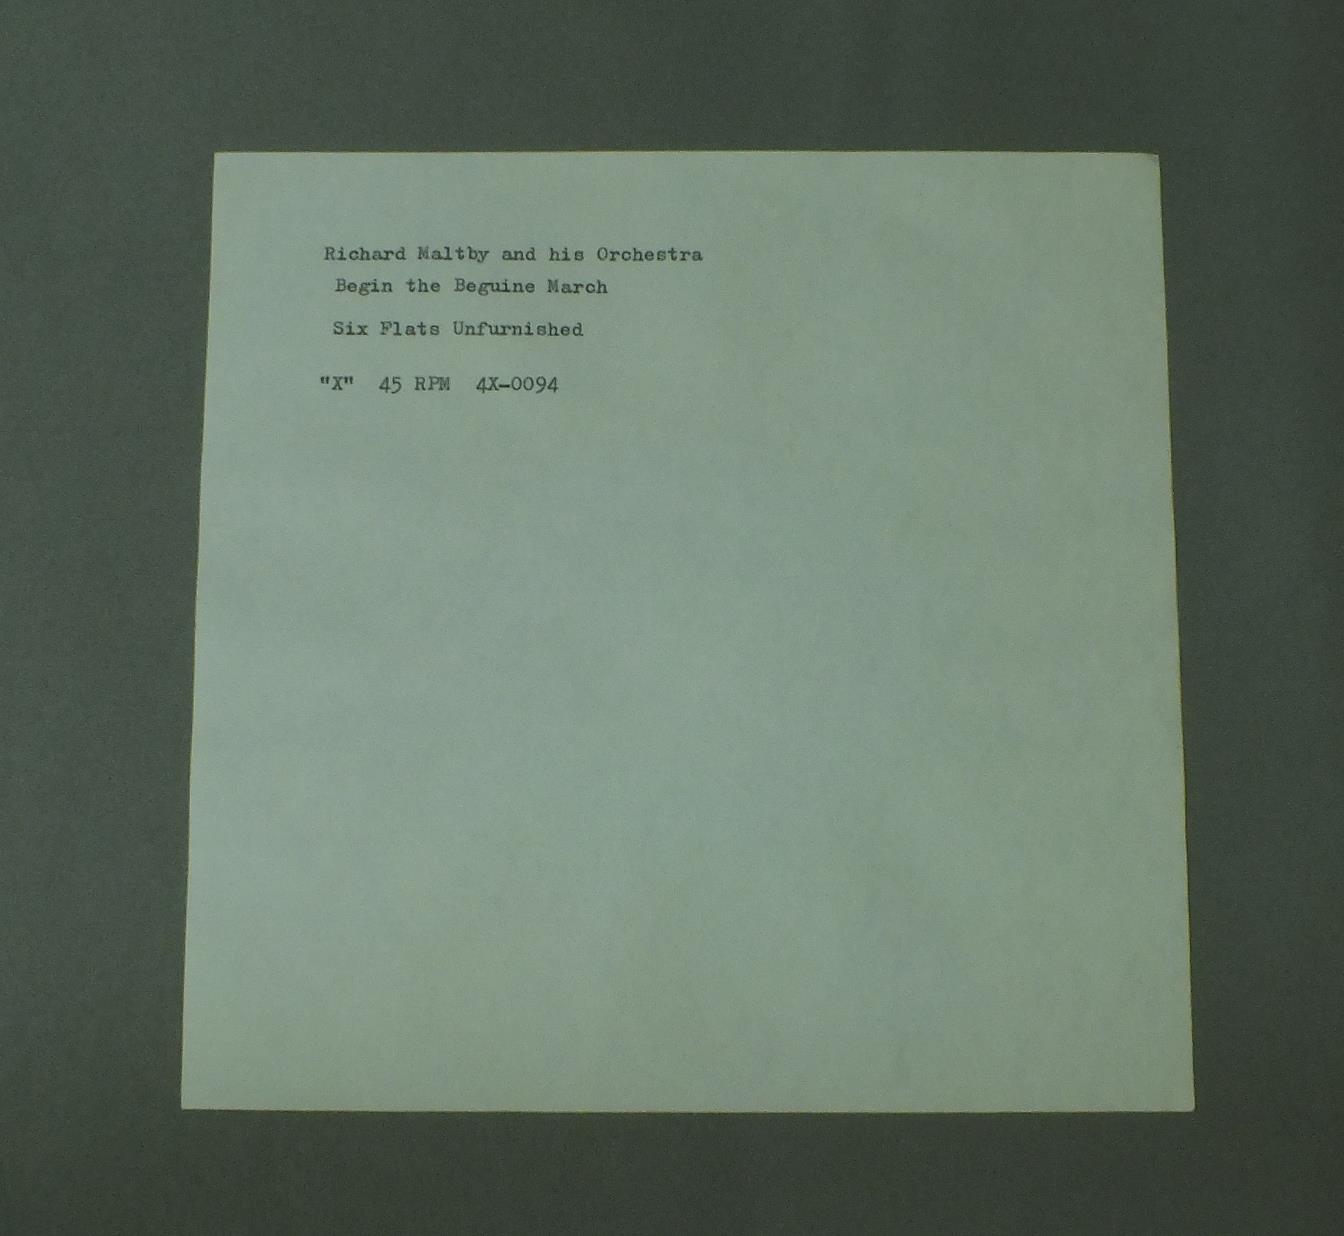 Richard Maltby and his Orchestra
Begin the Beguine March
Six Flats Unfurnished
"X" 45 RPM 4X-0094